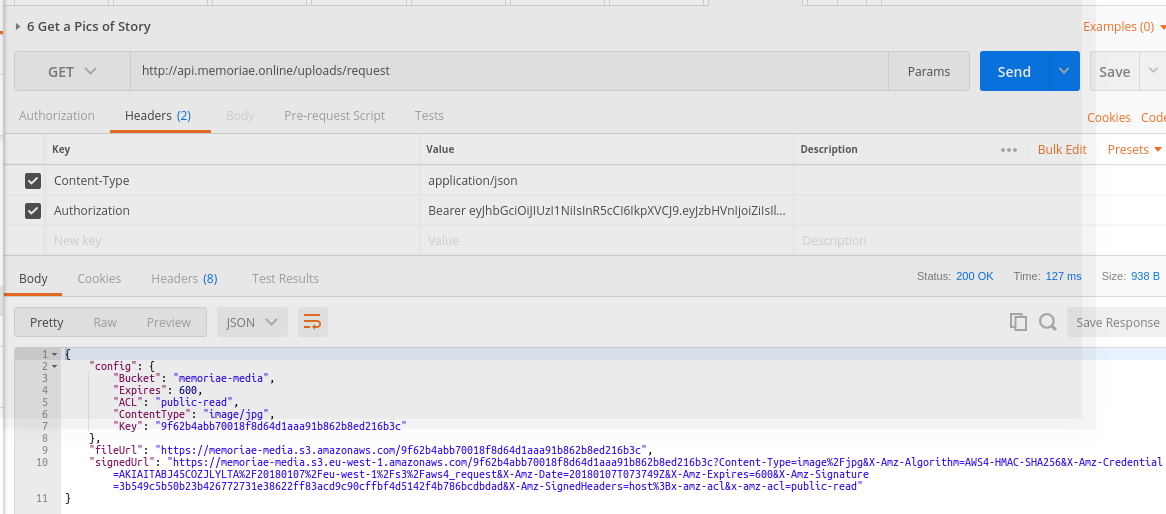 6 Get a Pics of Story Examples (0)
GET http://api.memoriae.online/uploads/request Params Send Save
Authorization Headers (2) Body Pre-request Script Tests Cookies Code
Key Value Description ••• Bulk Edit Presets
Content-Type application/json
Authorization Bearer eyJhbGciOiJIUzI1NiIsInR5cCI6IkpXVCJ9.eyJzbHVnIjoiZiIsIl...
New key Value Description
Body Cookies Headers (8) Test Results Status: 200 OK Time: 127 ms Size: 938 B
Pretty Raw Preview JSON Save Response
1 {
2 "config": {
3 "Bucket": "memoriae-media",
4 "Expires": 600,
5 "ACL": "public-read",
6 "ContentType": "image/jpg",
7 "Key": "9f62b4abb70018f8d64d1aaa91b862b8ed216b3c"
8 },
9 "fileUrl": "https://memoriae-media.s3.amazonaws.com/9f62b4abb70018f8d64d1aaa91b862b8ed216b3c",
10 "signedUrl": "https://memoriae-media.s3.eu-west-1.amazonaws.com/9f62b4abb70018f8d64d1aaa91b862b8ed216b3c?Content-Type=image%2Fjpg&X-Amz-Algorithm=AWS4-HMAC-SHA256&X-Amz-Credential
=AKIAITABJ45COZJLYLTA%2F20180107%2Feu-west-1%2Fs3%2Faws4_request&X-Amz-Date=20180107T073749Z&X-Amz-Expires=600&X-Amz-Signature
=3b549c5b50b23b426772731e38622ff83acd9c90cffbf4d5142f4b786bcdbdad&X-Amz-SignedHeaders=host%3Bx-amz-acl&x-amz-acl=public-read"
11 }